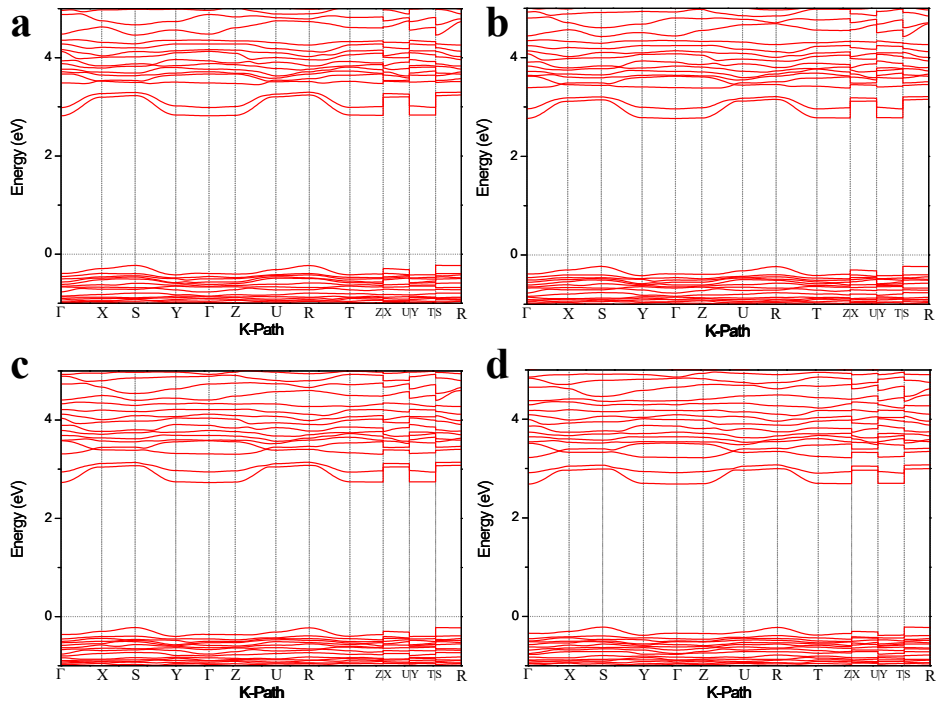 a
b
4
2
0
Energy (eV)
Γ X S Y Γ Z U R T Z|X U|Y T|S R
K-Path
4
2
0
Energy (eV)
Γ X S Y Γ Z U R T Z|X U|Y T|S R
K-Path
c
d
4
2
0
Energy (eV)
Γ X S Y Γ Z U R T Z|X U|Y T|S R
K-Path
4
2
0
Energy (eV)
Γ X S Y Γ Z U R T Z|X U|Y T|S R
K-Path